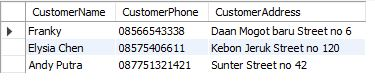 CustomerName CustomerPhone CustomerAddress
Franky 08566543338 Daan Mogot baru Street no 6
Elysia Chen 08575406611 Kebon Jeruk Street no 120
Andy Putra 087751321421 Sunter Street no 42